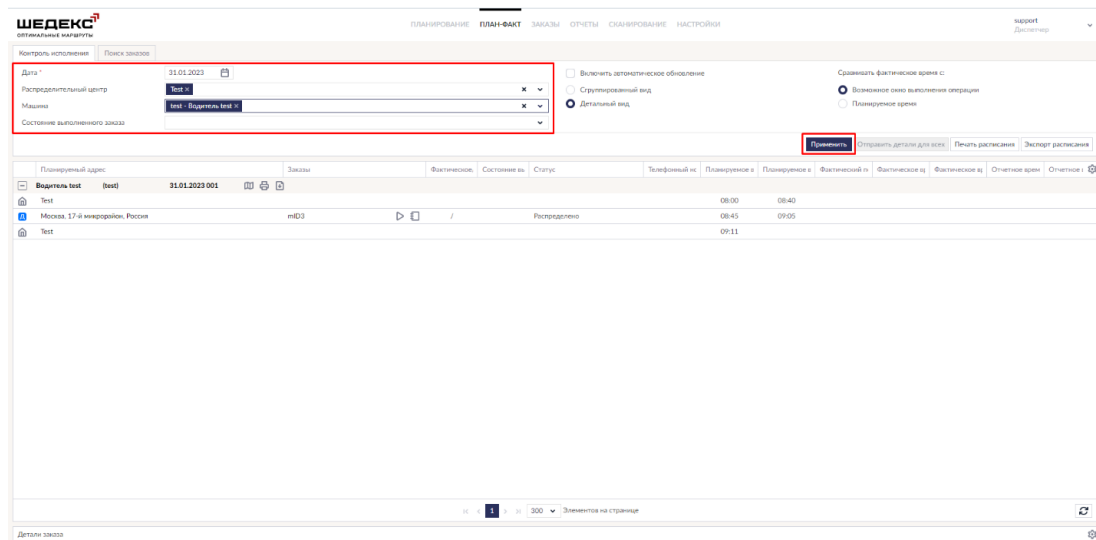 ШЕДЕКС
ОПТИМАЛЬНЫЕ МАРШРУТЫ
ПЛАНИРОВАНИЕ ПЛАН-ФАКТ ЗАКАЗЫ ОТЧЕТЫ СКАНИРОВАНИЕ НАСТРОЙКИ
support
Диспетчер
Контроль исполнения Поиск заказов
Дата * 31.01.2023
Включить автоматическое обновление
Сравнивать фактическое время с:
Распределительный центр Test ×
Сгруппированный вид
Возможное окно выполнения операции
Машина test - Водитель test ×
Детальный вид
Планируемое время
Состояние выполненного заказа
Применить Отправить детали для всех Печать расписания Экспорт расписания
Планируемый адрес Заказы Фактическое Состояние вы Статус Телефонный нс Планируемое в Планируемое в Фактический п Фактическое в Фактическое в Отчетное врем Отчетное
Водитель test (test) 31.01.2023 001
Test 08:00 08:40
Д Москва, 17-й микрорайон, Россия mID3 / Распределено 08:45 09:05
Test 09:11
1 300 Элементов на странице
Детали заказа